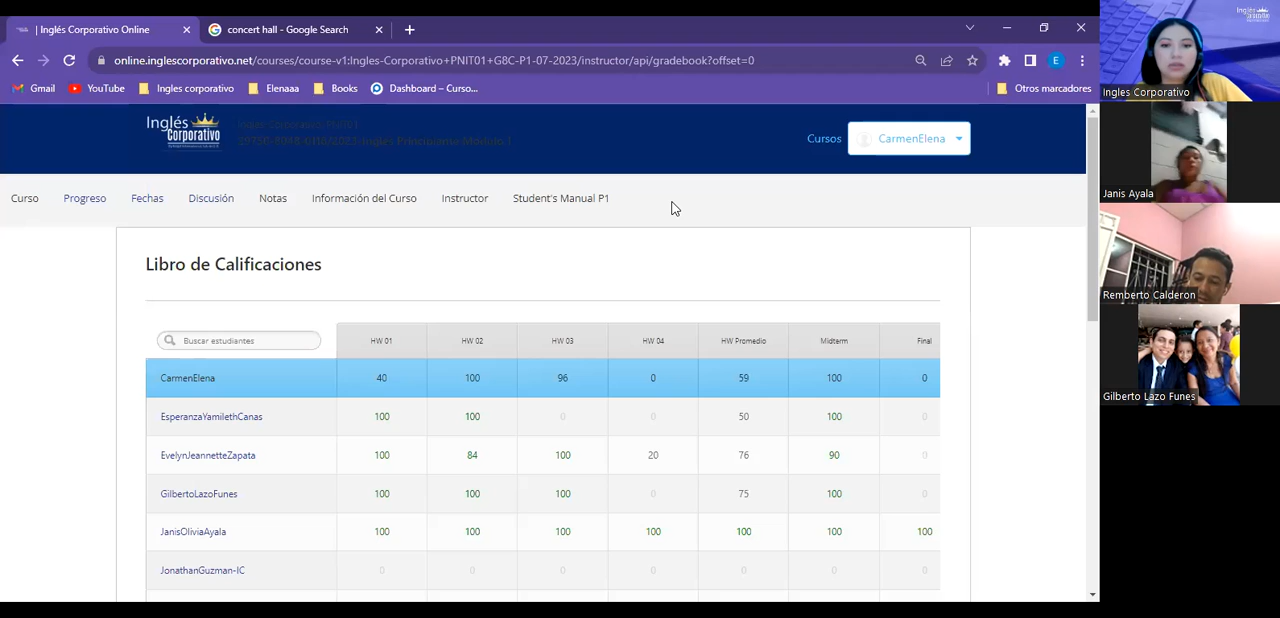 | Inglés Corporativo Online
concert hall - Google Search
online.inglescorporativo.net/courses/course-v1:Ingles-Corporativo+PNIT01+G8C-P1-07-2023/instructor/api/gradebook?offset=0
E
Gmail YouTube Ingles corporativo Elenaaa Books Dashboard – Curso... Otros marcadores
Inglés
Corporativo
Cursos CarmenElena
Curso Progreso Fechas Discusión Notas Información del Curso Instructor Student's Manual P1
Libro de Calificaciones
Buscar estudiantes HW 01 HW 02 HW 03 HW 04 HW Promedio Midterm Final
CarmenElena 40 100 96 0 59 100 0
EsperanzaYamilethCanas 100 100 0 0 50 100 0
EvelynJeannetteZapata 100 84 100 20 76 90 0
GilbertoLazoFunes 100 100 100 0 75 100 0
JanisOliviaAyala 100 100 100 100 100 100 100
JonathanGuzman-IC 0 0 0 0 0 0 0
Ingles Corporativo
Janis Ayala
Remberto Calderon
Gilberto Lazo Funes